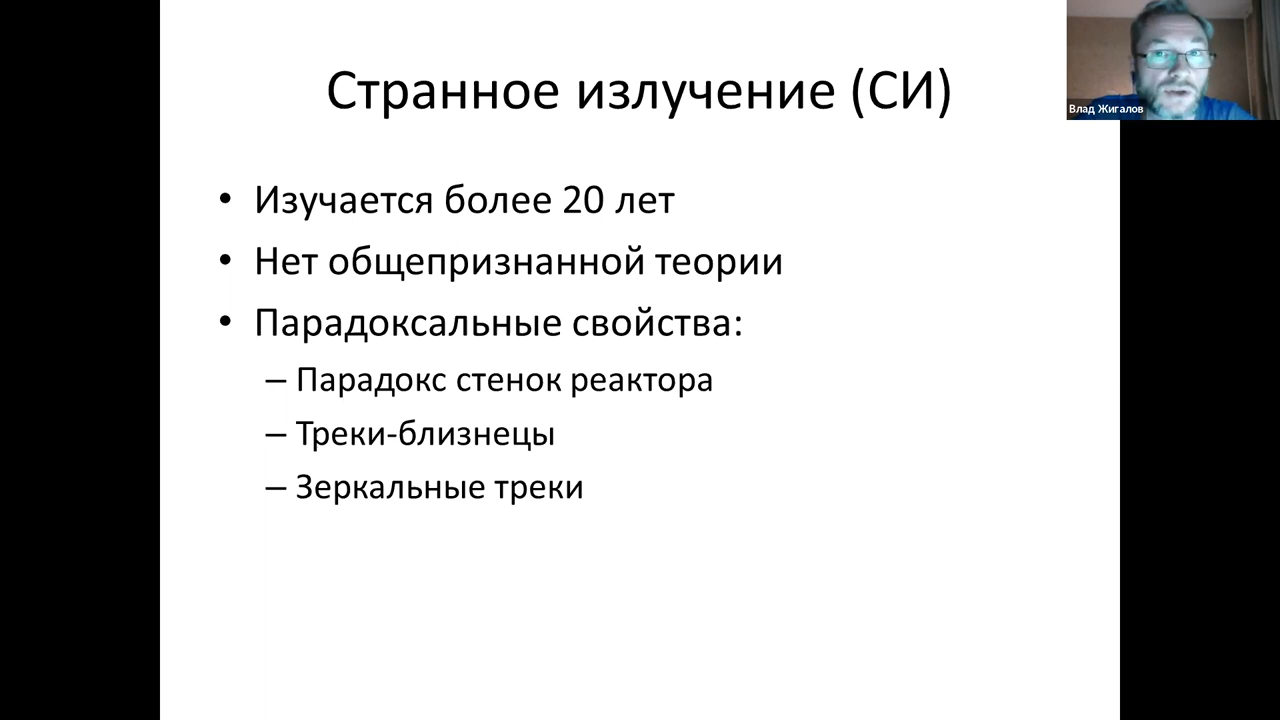 Странное излучение (СИ)
Влад Жигалов
• Изучается более 20 лет
• Нет общепризнанной теории
• Парадоксальные свойства:
– Парадокс стенок реактора
– Треки-близнецы
– Зеркальные треки